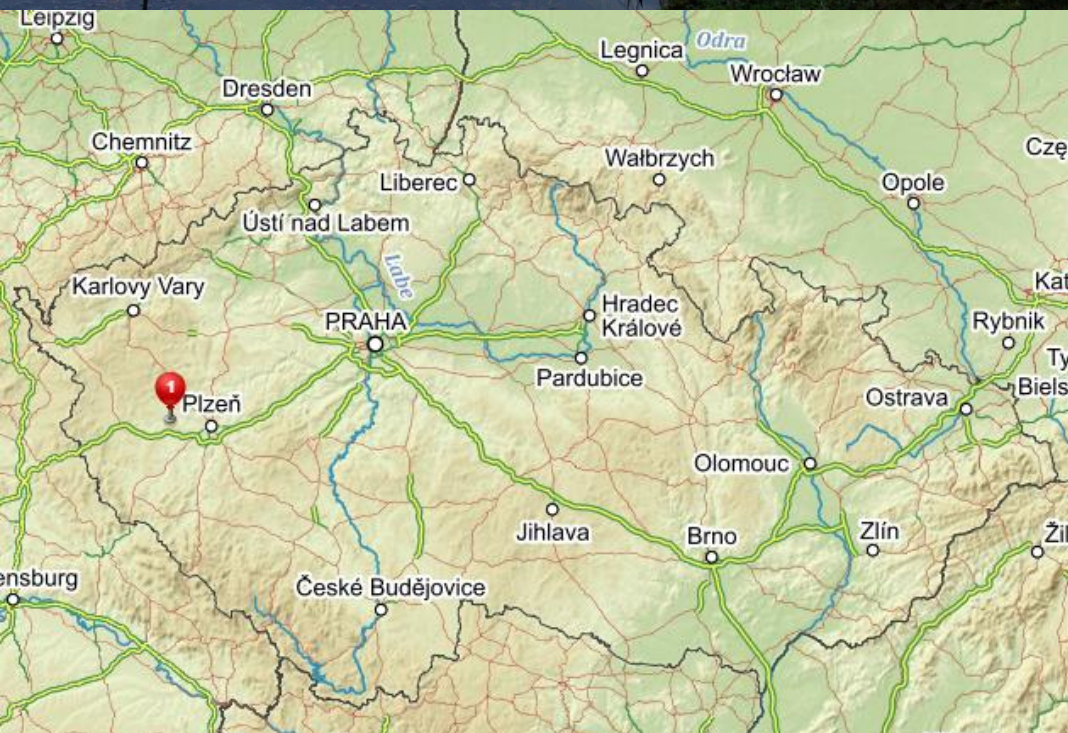 Leipzig
Legnica
Odra
Wrocław
Dresden
Chemnitz
Wałbrzych
Liberec
Opole
Ústí nad Labem
Labe
Karlovy Vary
Hradec
Králové
PRAHA
Rybnik
1
Plzeň
Pardubice
Ostrava
Olomouc
Jihlava
Brno
Zlín
České Budějovice